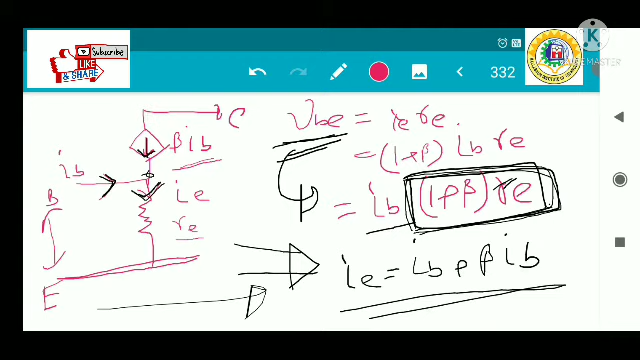 Subscribe
LIKE
& SHARE
332
C
βib
ib
B
ie
re
E
Vbe = ie re.
= (1+β) ib re
= ib (1+β) re
ie = ib + βib